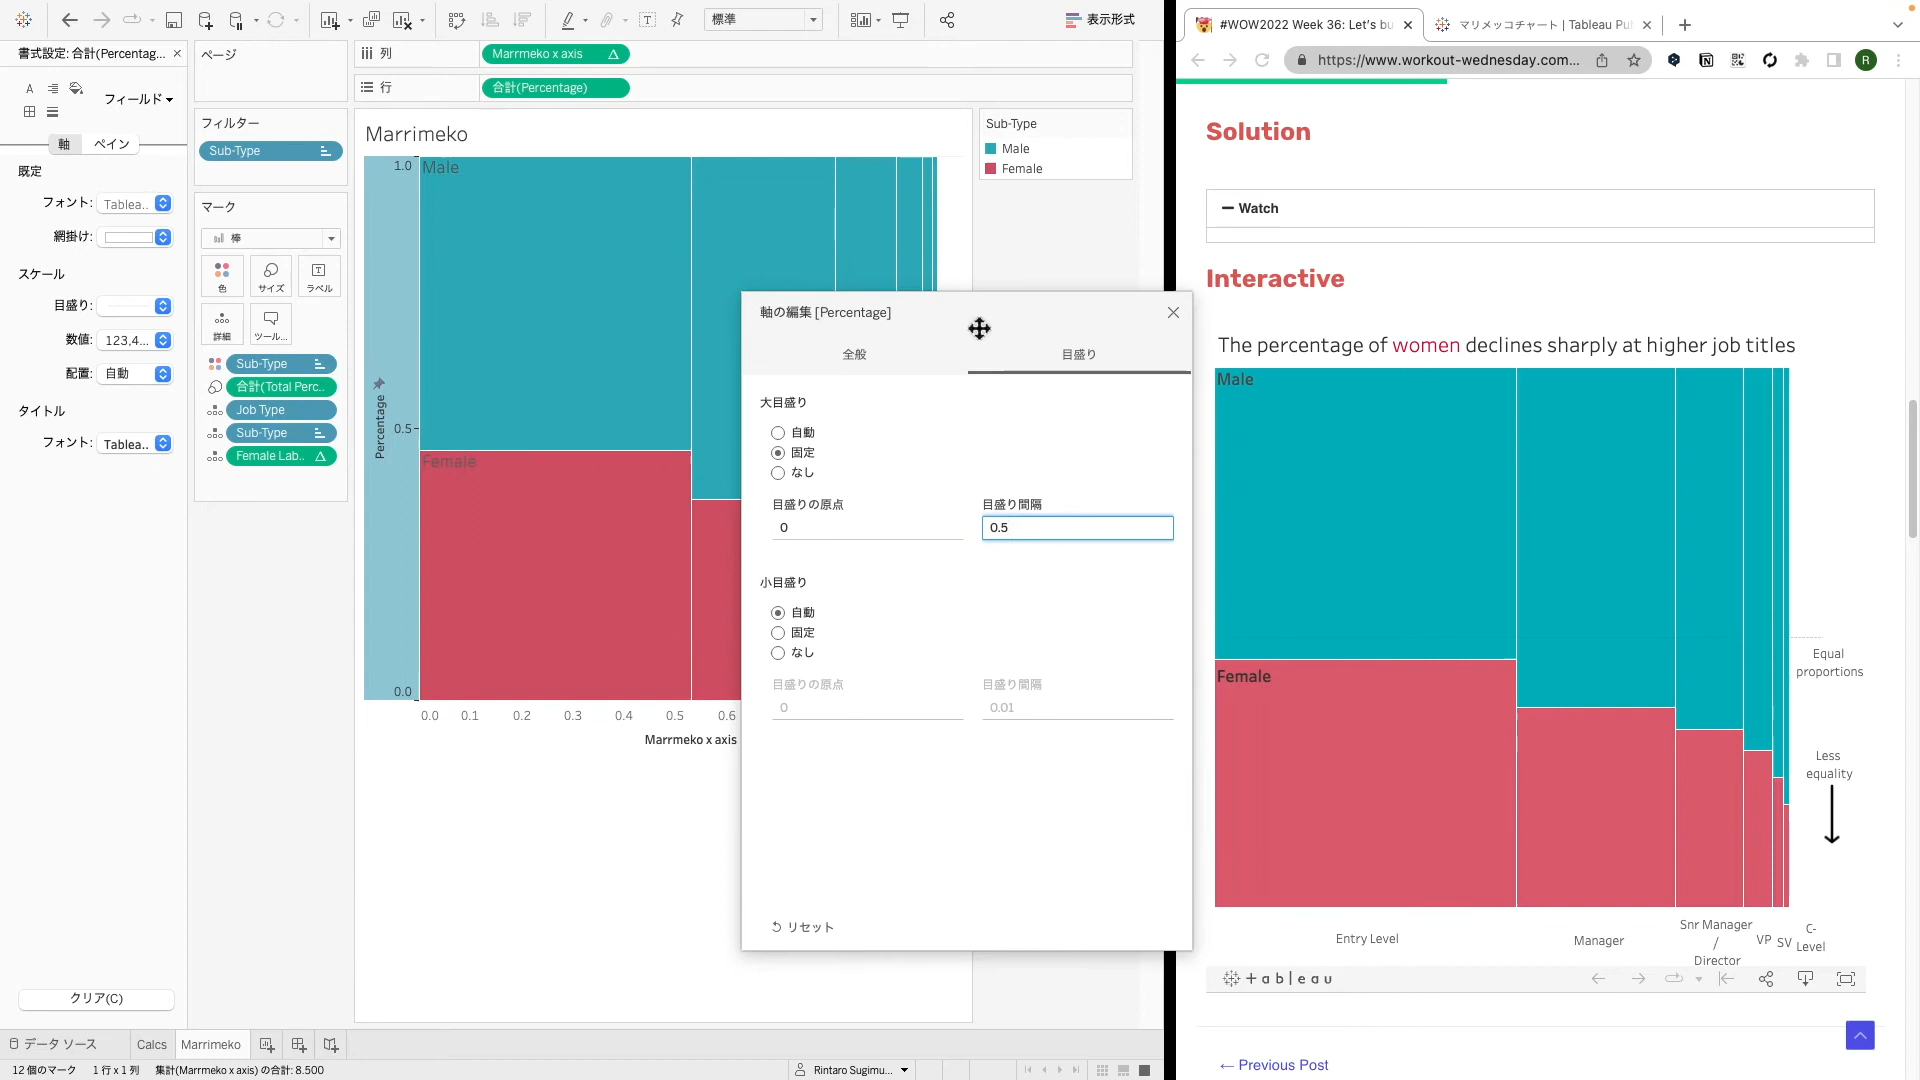 標準
表示形式
書式設定: 合計(Percentag...
フィールド
軸
ペイン
既定
フォント:
Tablea..
網掛け:
スケール
目盛り:
数値:
123,4...
配置:
自動
タイトル
フォント:
Tablea..
クリア(C)
ページ
フィルター
Sub-Type
マーク
棒
色
サイズ
ラベル
詳細
ツール...
Sub-Type
合計(Total Perc..
Job Type
Sub-Type
Female Lab..
列
Marrmeko x axis
行
合計(Percentage)
Marrimeko
1.0
0.5
0.0
Percentage
Male
Female
0.0
0.1
0.2
0.3
0.4
0.5
0.6
Marrmeko x axis
Sub-Type
Male
Female
軸の編集 [Percentage]
全般
目盛り
大目盛り
自動
固定
なし
目盛りの原点
目盛り間隔
0
0.5
小目盛り
自動
固定
なし
目盛りの原点
目盛り間隔
0
0.01
リセット
データ ソース
Calcs
Marrimeko
12 個のマーク
1 行 x 1 列
集計(Marrmeko x axis) の合計: 8.500
Rintaro Sugimu...
#WOW2022 Week 36: Let's bu
マリメッコチャート | Tableau Pu
https://www.workout-wednesday.com...
R
Solution
Watch
Interactive
The percentage of women declines sharply at higher job titles
Male
Female
Equal
proportions
Less
equality
Entry Level
Manager
Snr Manager
/
Director
VP
SV
C-
Level
+ableau
← Previous Post